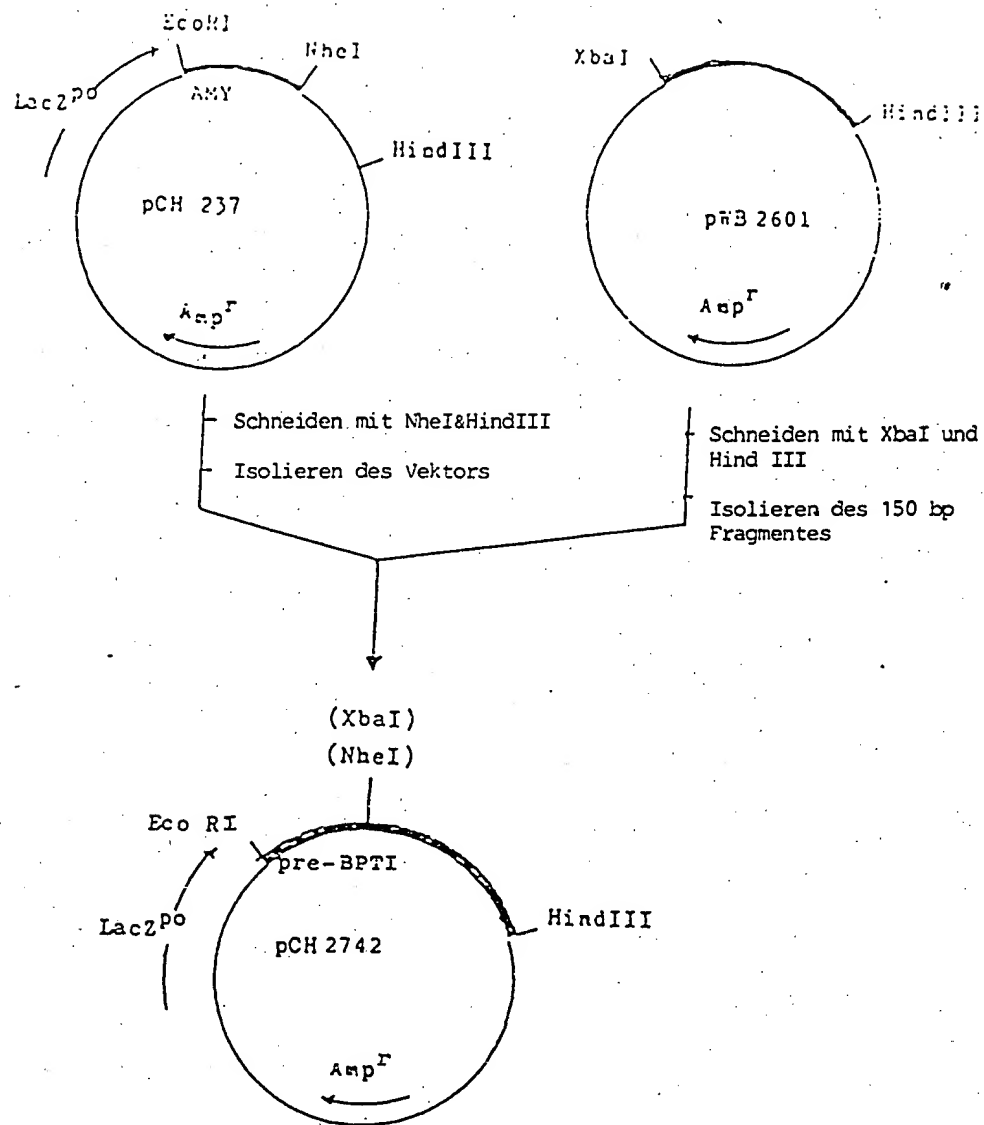 EcoRI
NheI
LacZpo
AMY
HindIII
pCH 237
Ampr
XbaI
HindIII
pWB 2601
Ampr
Schneiden mit NheI&HindIII
Isolieren des Vektors
Schneiden mit XbaI und
Hind III
Isolieren des 150 bp
Fragmentes
(XbaI)
(NheI)
Eco RI
pre-BPTI
LacZpo
HindIII
pCH 2742
Ampr